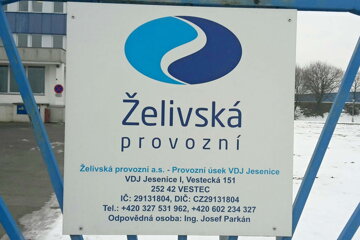 Želivská
provozní
Želivská provozní a.s. - Provozní úsek VDJ Jesenice
VDJ Jesenice I, Vestecká 151
252 42 VESTEC
IČ: 29131804, DIČ: CZ29131804
Tel.: +420 327 531 962, +420 602 234 327
Odpovědná osoba: Ing. Josef Parkán